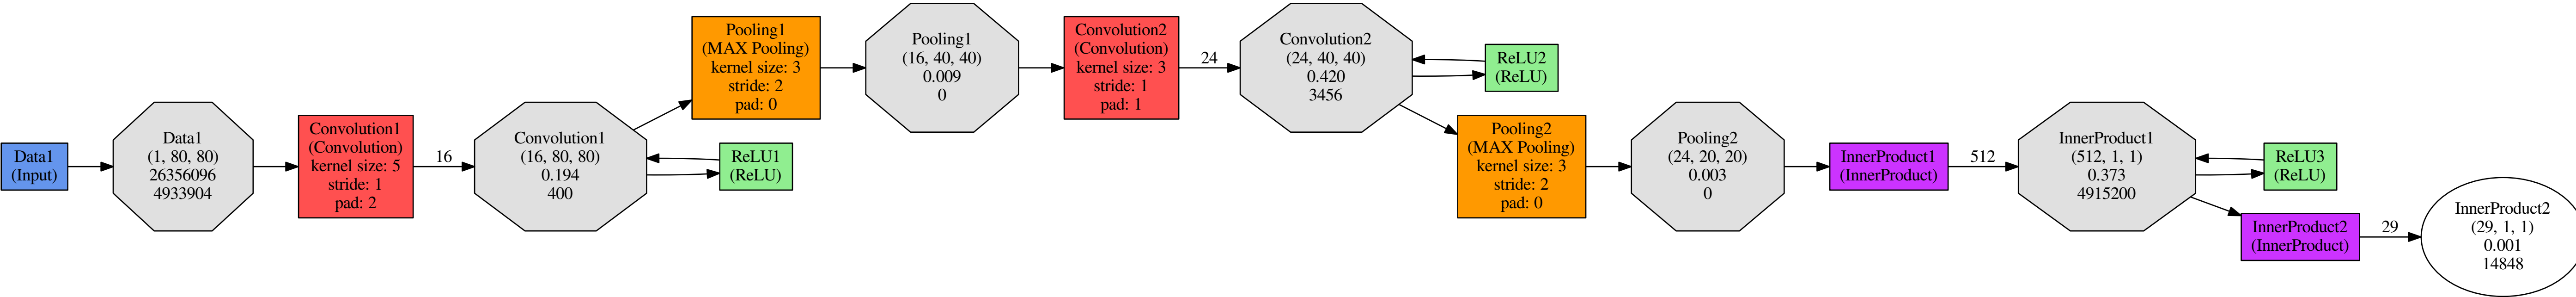 Data1
(Input)
Data1
(1, 80, 80)
26356096
4933904
Convolution1
(Convolution)
kernel size: 5
stride: 1
pad: 2
16
Convolution1
(16, 80, 80)
0.194
400
ReLU1
(ReLU)
Pooling1
(MAX Pooling)
kernel size: 3
stride: 2
pad: 0
Pooling1
(16, 40, 40)
0.009
0
Convolution2
(Convolution)
kernel size: 3
stride: 1
pad: 1
24
Convolution2
(24, 40, 40)
0.420
3456
ReLU2
(ReLU)
Pooling2
(MAX Pooling)
kernel size: 3
stride: 2
pad: 0
Pooling2
(24, 20, 20)
0.003
0
InnerProduct1
(InnerProduct)
512
InnerProduct1
(512, 1, 1)
0.373
4915200
ReLU3
(ReLU)
InnerProduct2
(InnerProduct)
29
InnerProduct2
(29, 1, 1)
0.001
14848